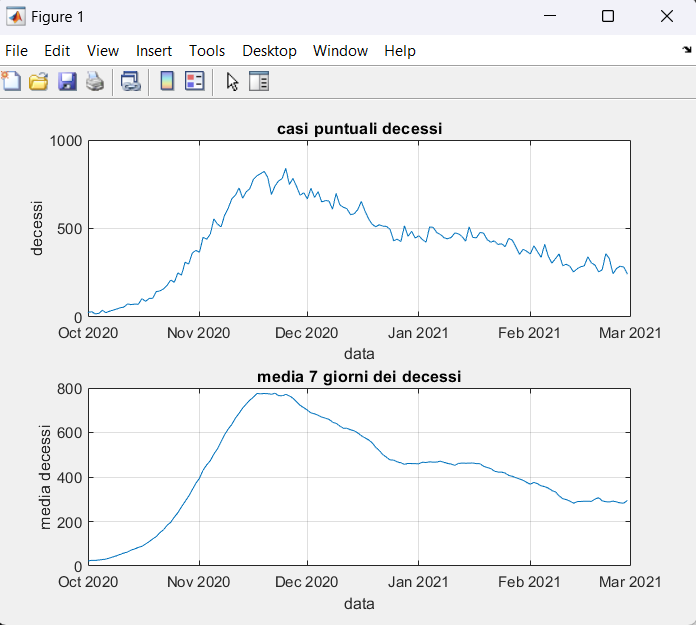 Figure 1
File Edit View Insert Tools Desktop Window Help
casi puntuali decessi
1000
500
0
decessi
Oct 2020 Nov 2020 Dec 2020 Jan 2021 Feb 2021 Mar 2021
data
media 7 giorni dei decessi
800
600
400
200
0
media decessi
Oct 2020 Nov 2020 Dec 2020 Jan 2021 Feb 2021 Mar 2021
data